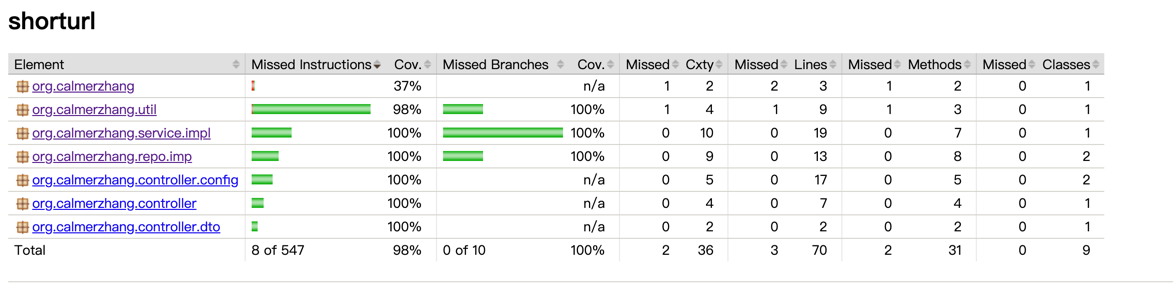 shorturl
Element Missed Instructions Cov. Missed Branches Cov. Missed Cxty Missed Lines Missed Methods Missed Classes
org.calmerzhang 37% n/a 1 2 2 3 1 2 0 1
org.calmerzhang.util 98% 100% 1 4 1 9 1 3 0 1
org.calmerzhang.service.impl 100% 100% 0 10 0 19 0 7 0 1
org.calmerzhang.repo.imp 100% 100% 0 9 0 13 0 8 0 2
org.calmerzhang.controller.config 100% n/a 0 5 0 17 0 5 0 2
org.calmerzhang.controller 100% n/a 0 4 0 7 0 4 0 1
org.calmerzhang.controller.dto 100% n/a 0 2 0 2 0 2 0 1
Total 8 of 547 98% 0 of 10 100% 2 36 3 70 2 31 0 9